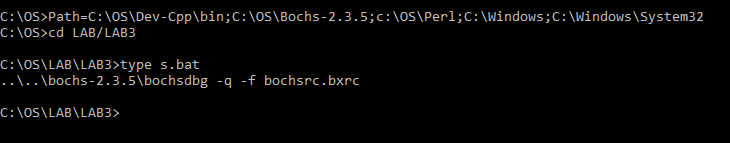 C:\OS>Path=C:\OS\Dev-Cpp\bin;C:\OS\Bochs-2.3.5;c:\OS\Perl;C:\Windows;C:\Windows\System32
C:\OS>cd LAB/LAB3
C:\OS\LAB\LAB3>type s.bat
..\..\bochs-2.3.5\bochsdbg -q -f bochsrc.bxrc
C:\OS\LAB\LAB3>